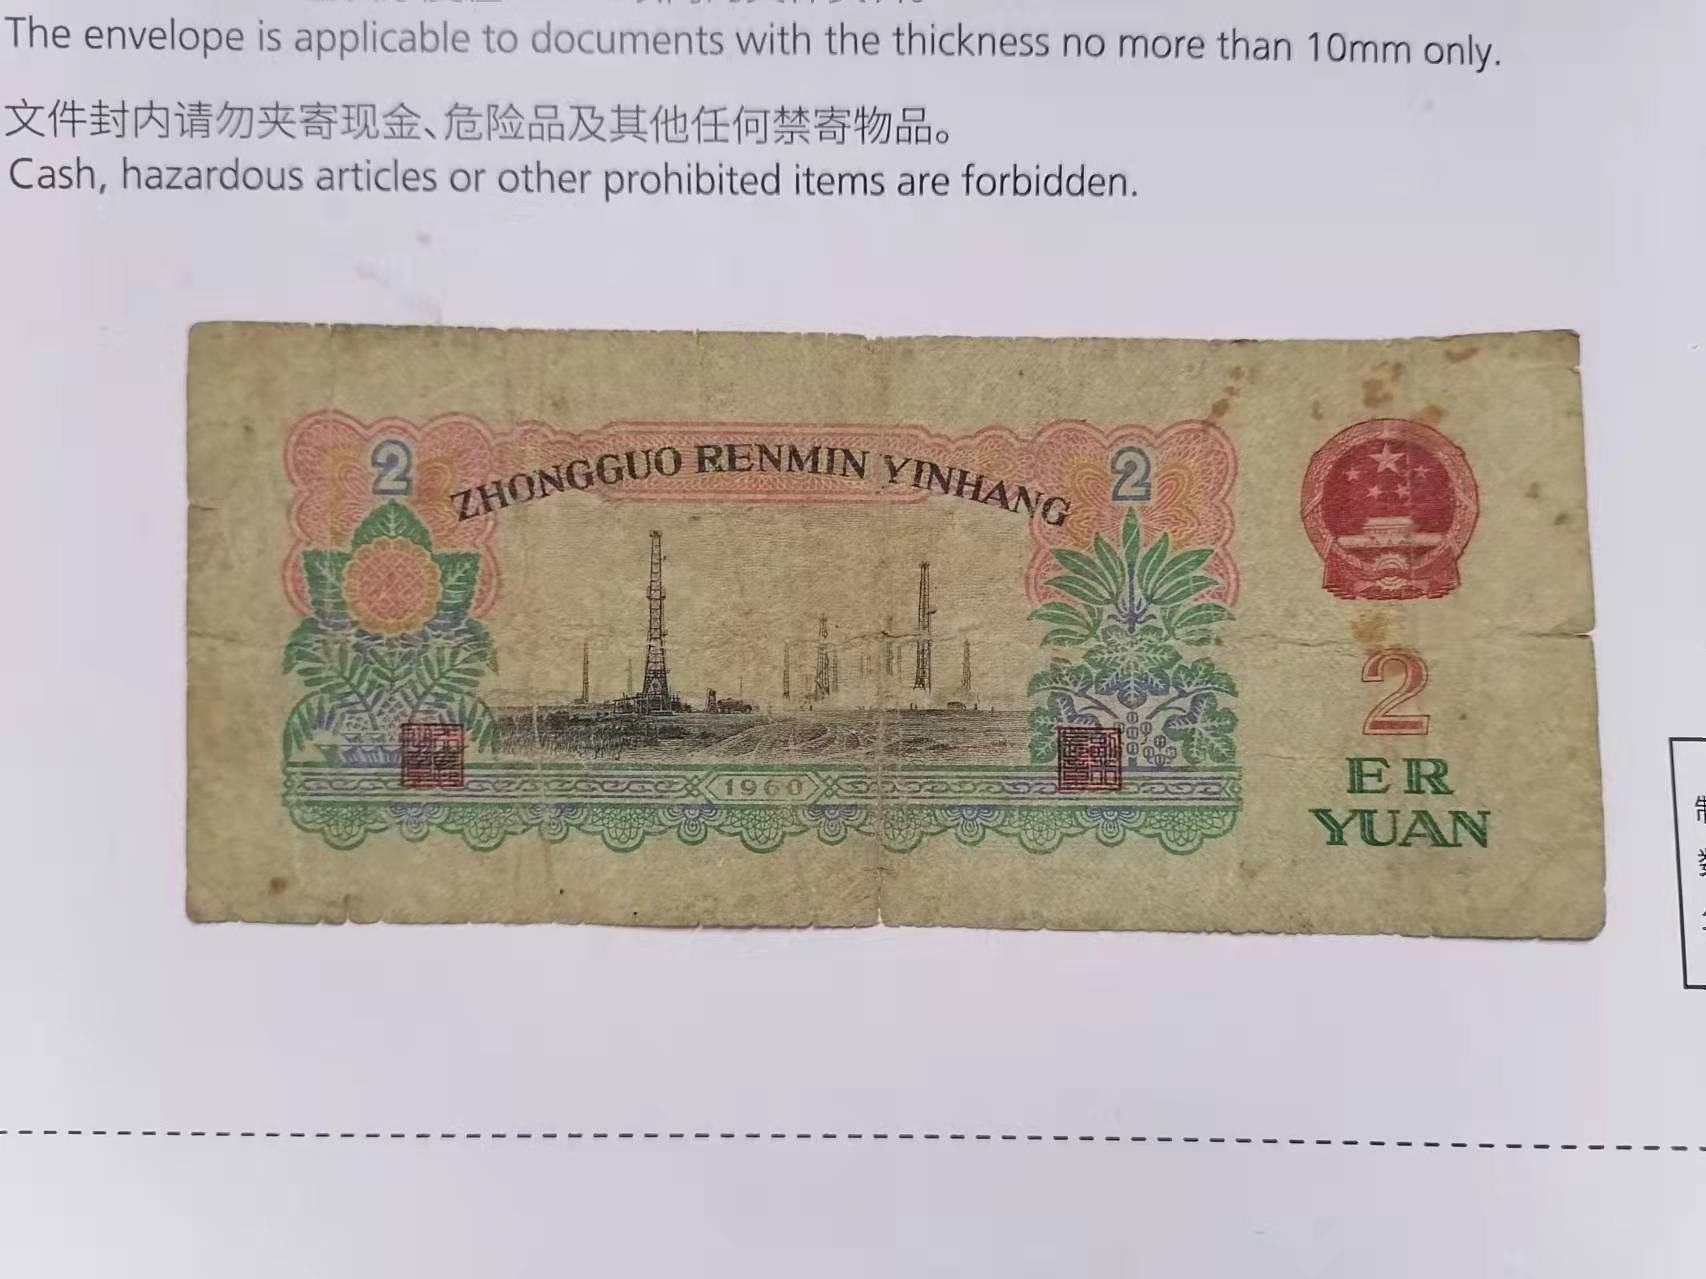 The envelope is applicable to documents with the thickness no more than 10mm only.
文件封内请勿夹寄现金、危险品及其他任何禁寄物品。
Cash, hazardous articles or other prohibited items are forbidden.
ZHONGGUO RENMIN YINHANG
2
2
2
ER
YUAN
1960